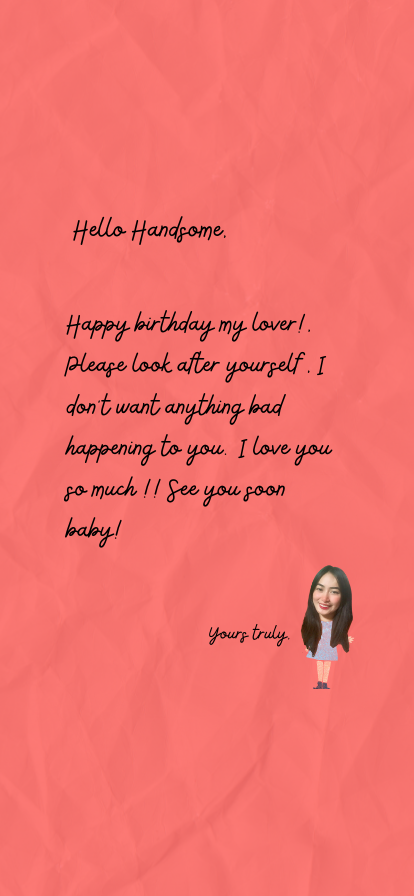 Hello Handsome,
Happy birthday my lover!.
Please look after yourself . I
don't want anything bad
happening to you. I love you
so much !! See you soon
baby!
Yours truly,